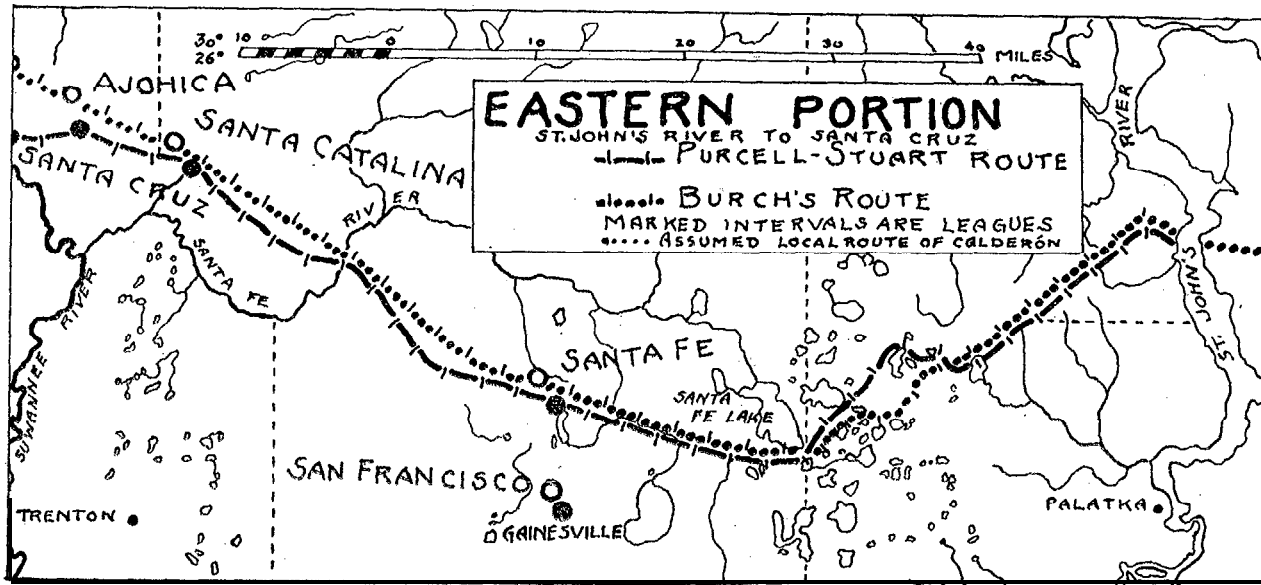 30° 10 0 10 20 30 40
26° MILES
EASTERN PORTION
ST. JOHN'S RIVER TO SANTA CRUZ
PURCELL-STUART ROUTE
BURCH'S ROUTE
MARKED INTERVALS ARE LEAGUES
ASSUMED LOCAL ROUTE OF CALDERÓN
AJOHICA
SANTA CATALINA
SANTA CRUZ
RIVER
SANTA FE
RIVER
SUWANNEE RIVER
ST. JOHN'S
SANTA FE
SANTA
FE LAKE
SAN FRANCISCO
GAINESVILLE
TRENTON
PALATKA